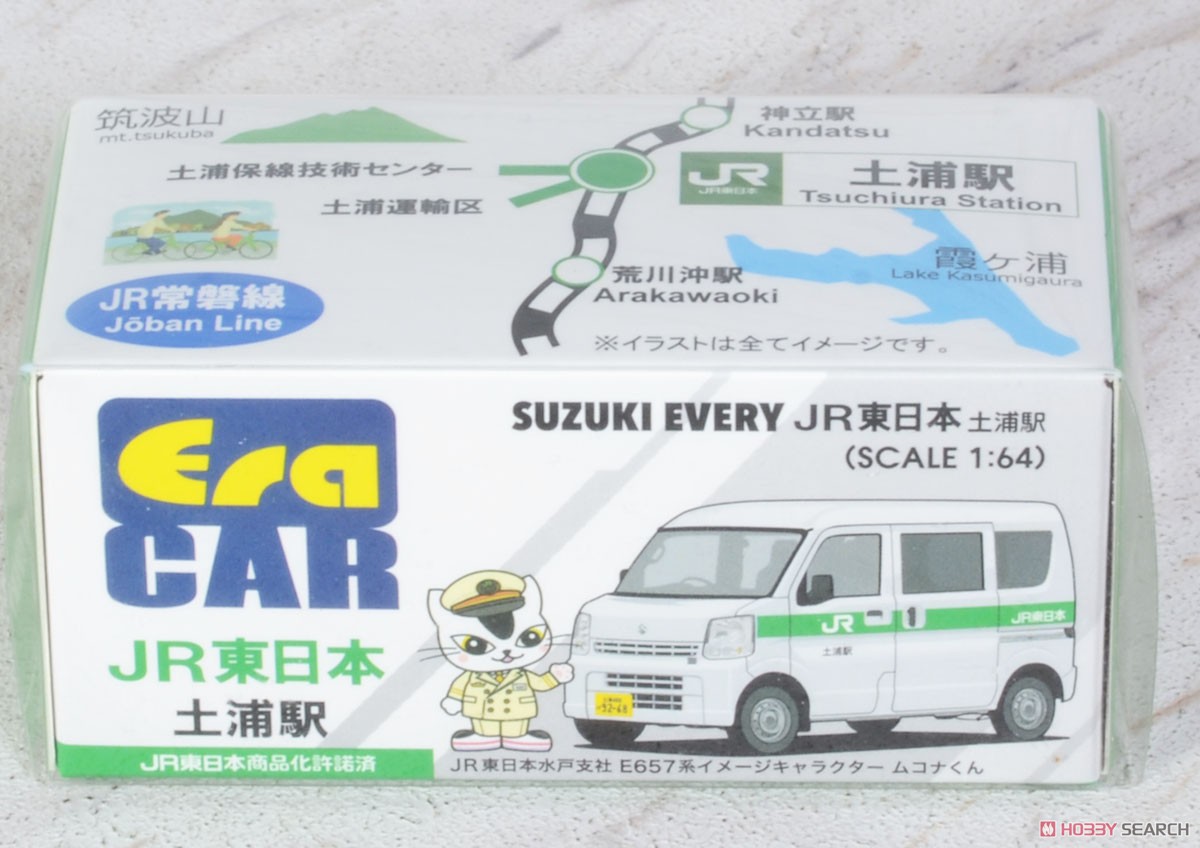 筑波山
mt.tsukuba
神立駅
Kandatsu
土浦保線技術センター
JR
JR東日本
土浦駅
Tsuchiura Station
土浦運輸区
霞ヶ浦
Lake Kasumigaura
荒川沖駅
Arakawaoki
JR常磐線
Jōban Line
※イラストは全てイメージです。
Era
CAR
SUZUKI EVERY JR東日本 土浦駅
(SCALE 1:64)
JR 1 JR東日本
土浦駅
32-68
JR東日本
土浦駅
JR東日本商品化許諾済
JR東日本水戸支社 E657系イメージキャラクター ムコナくん
HOBBY SEARCH